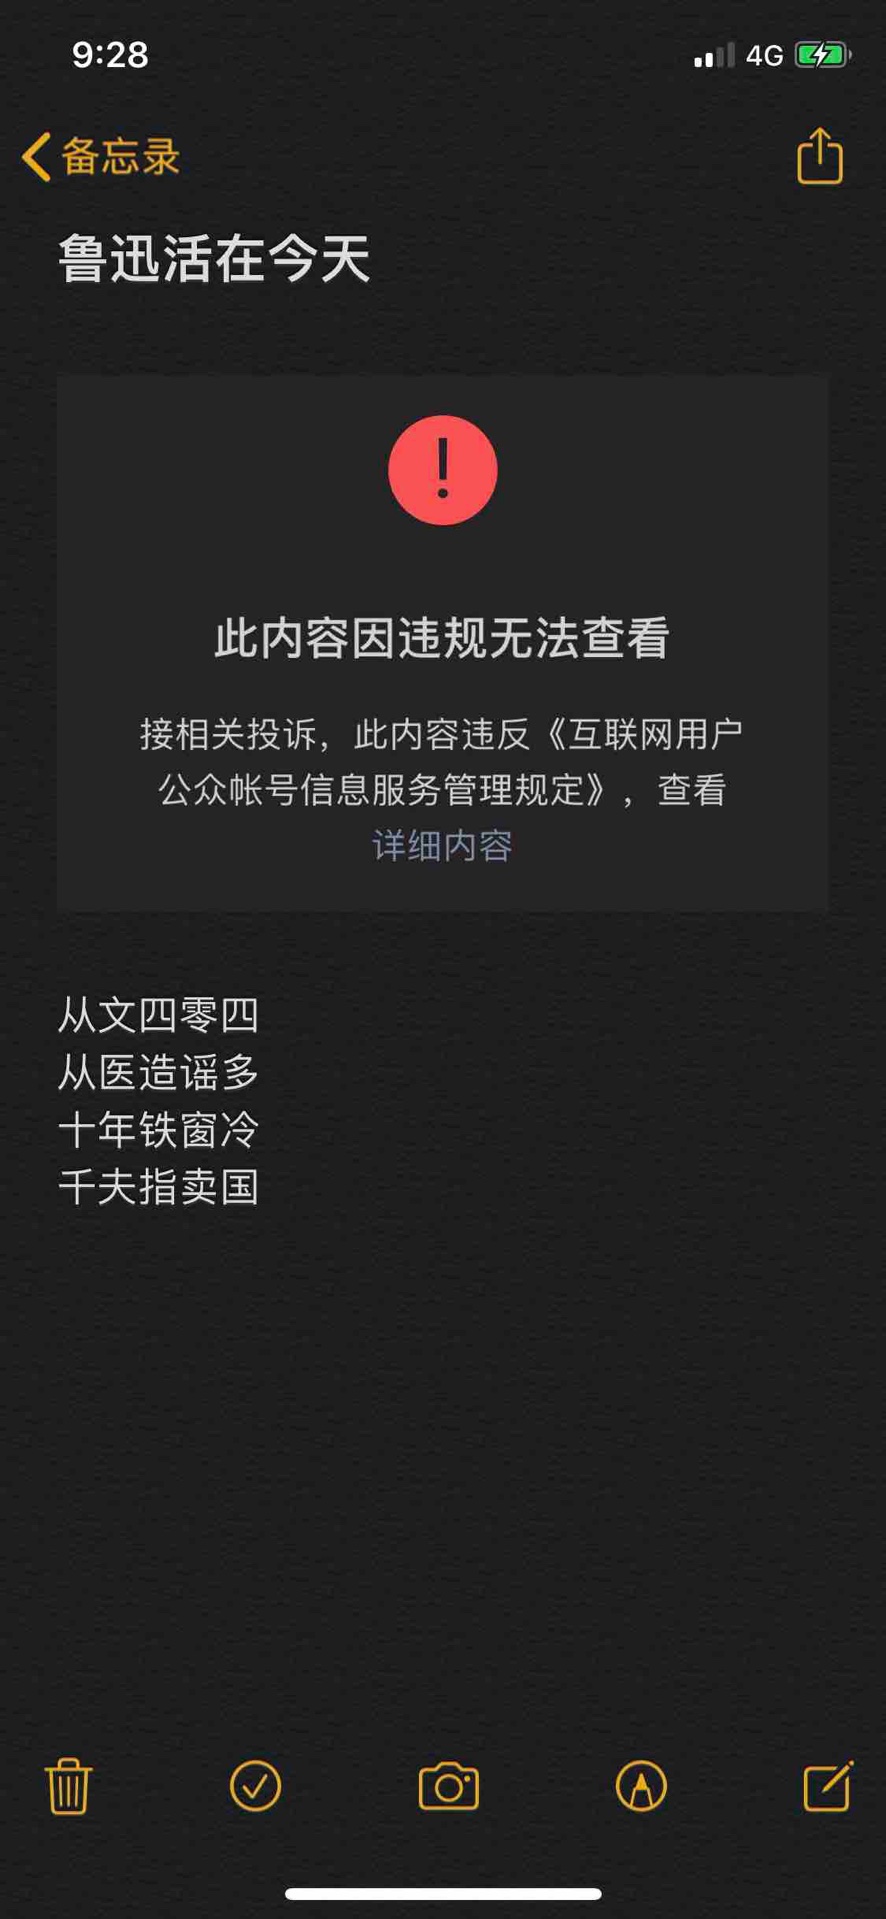 9:28
4G
备忘录
鲁迅活在今天
!
此内容因违规无法查看
接相关投诉，此内容违反《互联网用户
公众帐号信息服务管理规定》，查看
详细内容
从文四零四
从医造谣多
十年铁窗冷
千夫指卖国